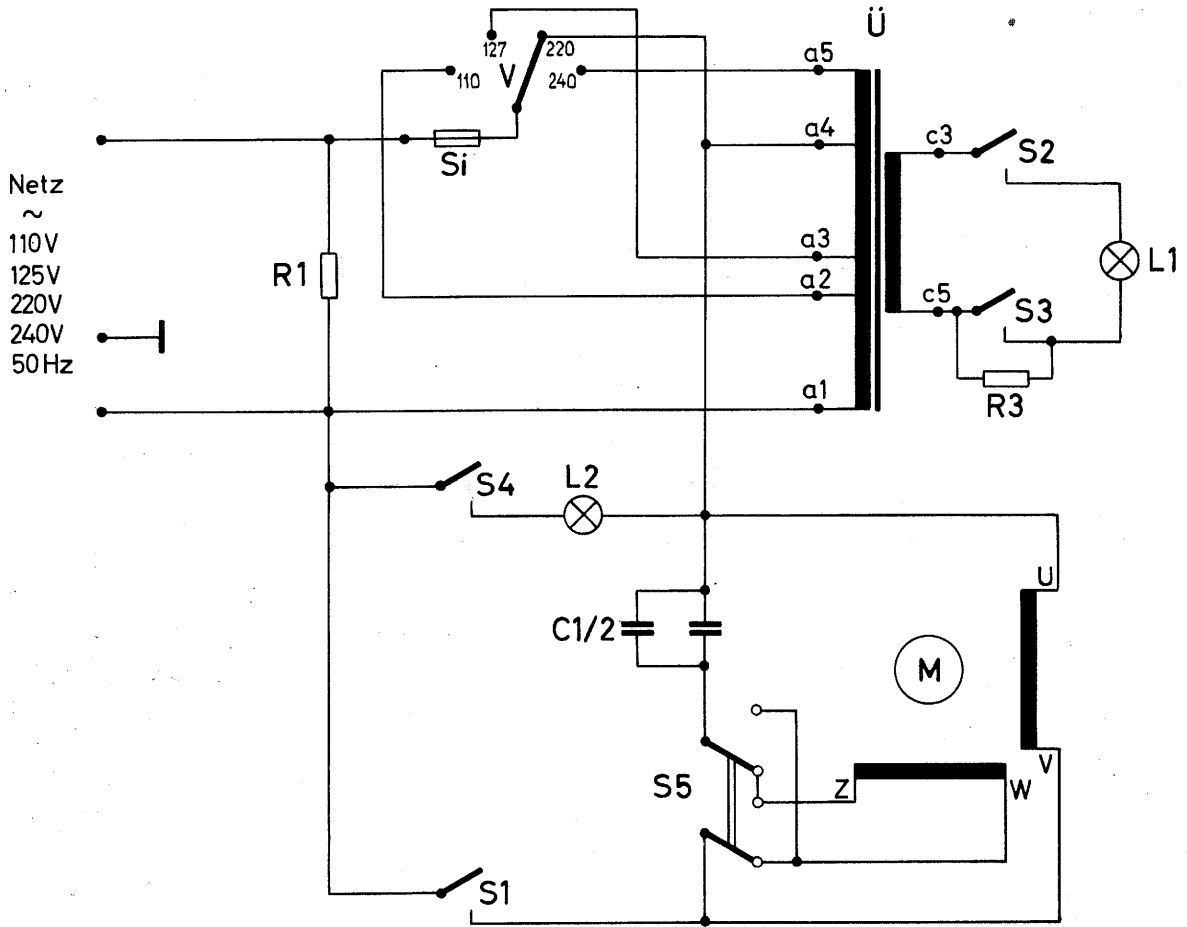 Ü
127
220
110
V
240
a5
Si
a4
c3
S2
Netz
~
110V
125V
220V
240V
50Hz
R1
a3
a2
L1
c5
S3
R3
a1
S4
L2
U
C1/2
M
V
S5
Z
W
S1